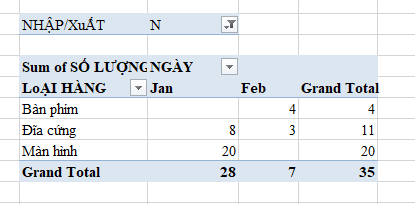 NHẬP/XuẤT N
Sum of SỐ LƯỢNG NGÀY
LoẠI HÀNG Jan Feb Grand Total
Bàn phím 4 4
Đĩa cứng 8 3 11
Màn hình 20 20
Grand Total 28 7 35